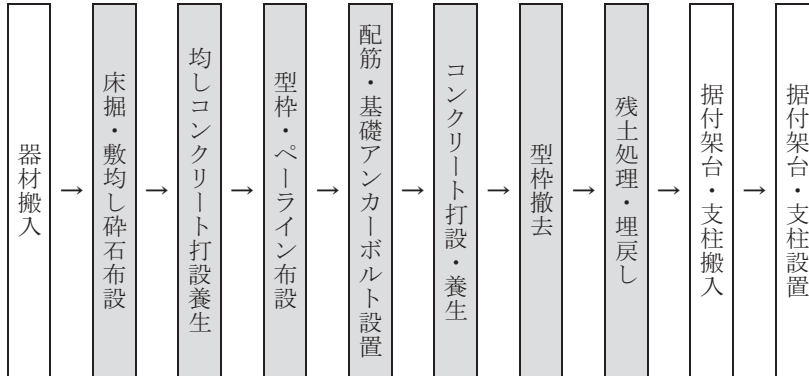 器材搬入
→
床掘・敷均し砕石布設
→
均しコンクリート打設養生
→
型枠・ペーライン布設
→
配筋・基礎アンカーボルト設置
→
コンクリート打設・養生
→
型枠撤去
→
残土処理・埋戻し
→
据付架台・支柱搬入
→
据付架台・支柱設置